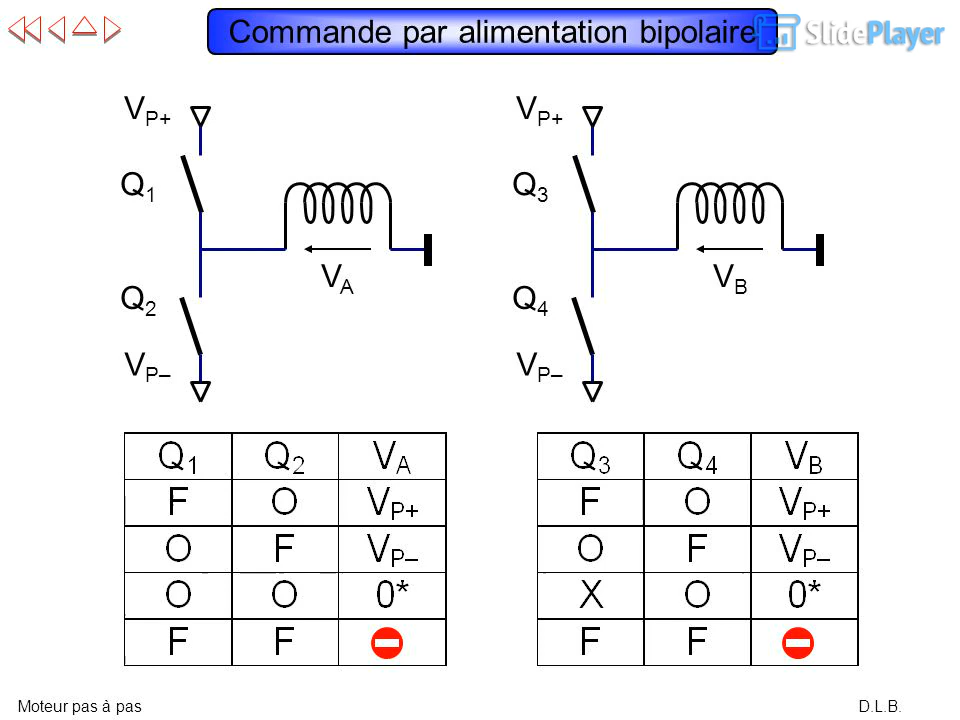 Commande par alimentation bipolaire
SlidePlayer
VP+ VP+
Q1 Q3
VA VB
Q2 Q4
VP– VP–
Q1 Q2 VA
F O VP+
O F VP–
O O 0*
F F
Q3 Q4 VB
F O VP+
O F VP–
X O 0*
F F
Moteur pas à pas D.L.B.